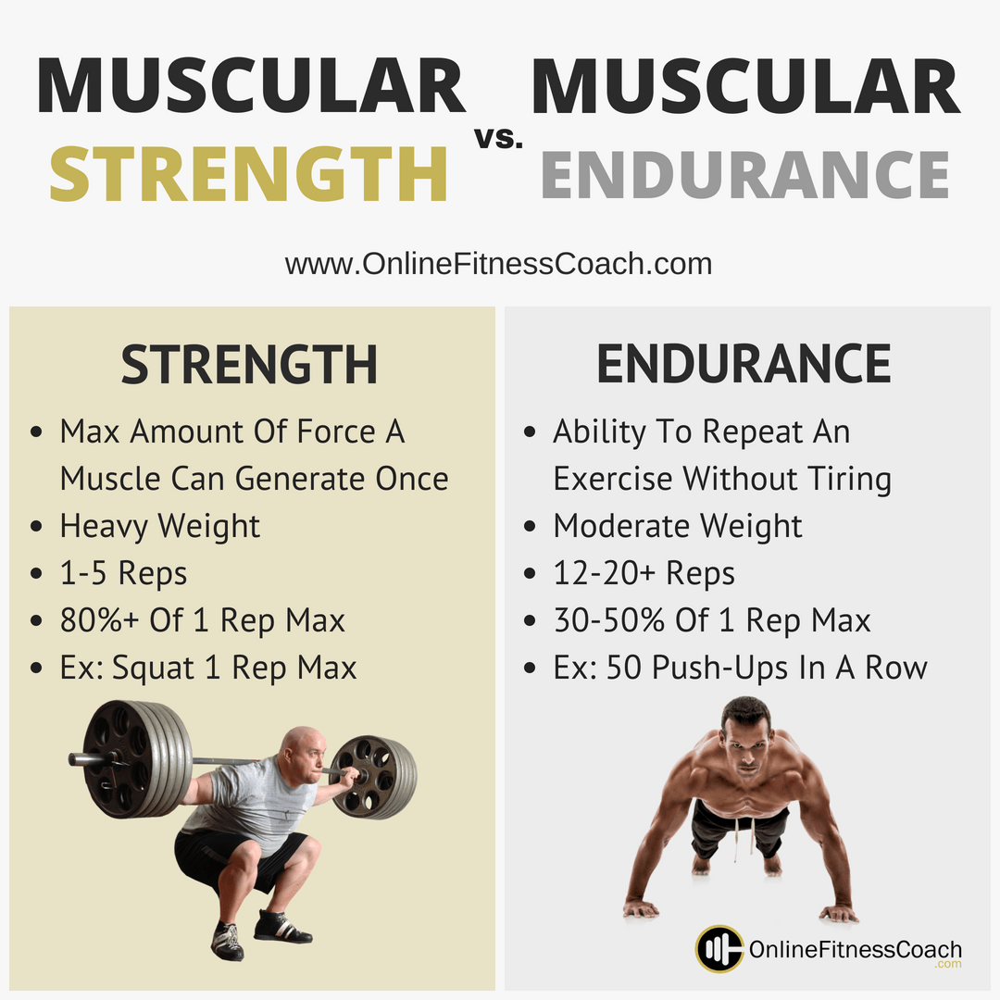 MUSCULAR
STRENGTH
vs.
MUSCULAR
ENDURANCE
www.OnlineFitnessCoach.com
STRENGTH
• Max Amount Of Force A
Muscle Can Generate Once
• Heavy Weight
• 1-5 Reps
• 80%+ Of 1 Rep Max
• Ex: Squat 1 Rep Max
ENDURANCE
• Ability To Repeat An
Exercise Without Tiring
• Moderate Weight
• 12-20+ Reps
• 30-50% Of 1 Rep Max
• Ex: 50 Push-Ups In A Row
OnlineFitnessCoach
.com